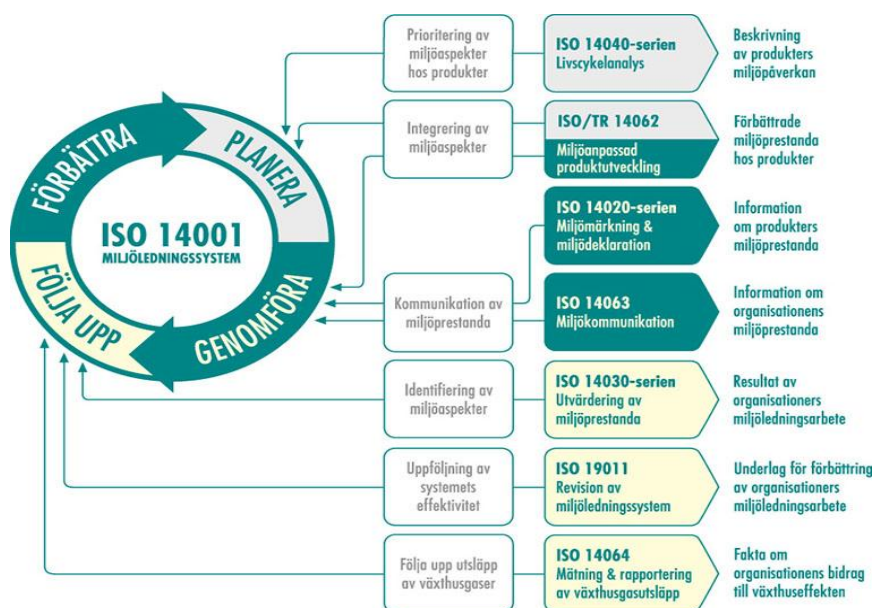 FÖRBÄTTRA
PLANERA
GENOMFÖRA
FÖLJA UPP
ISO 14001
MILJÖLEDNINGSSYSTEM
Prioritering av
miljöaspekter
hos produkter
ISO 14040-serien
Livscykelanalys
Beskrivning
av produkters
miljöpåverkan
Integrering av
miljöaspekter
ISO/TR 14062
Miljöanpassad
produktutveckling
Förbättrade
miljöprestanda
hos produkter
ISO 14020-serien
Miljömärkning &
miljödeklaration
Information
om produkters
miljöprestanda
Kommunikation av
miljöprestanda
ISO 14063
Miljökommunikation
Information om
organisationens
miljöprestanda
Identifiering av
miljöaspekter
ISO 14030-serien
Utvärdering av
miljöprestanda
Resultat av
organisationers
miljöledningsarbete
Uppföljning av
systemets
effektivitet
ISO 19011
Revision av
miljöledningssystem
Underlag för förbättring
av organisationers
miljöledningsarbete
Följa upp utsläpp
av växthusgaser
ISO 14064
Mätning & rapportering
av växthusgasutsläpp
Fakta om
organisationens bidrag
till växthuseffekten